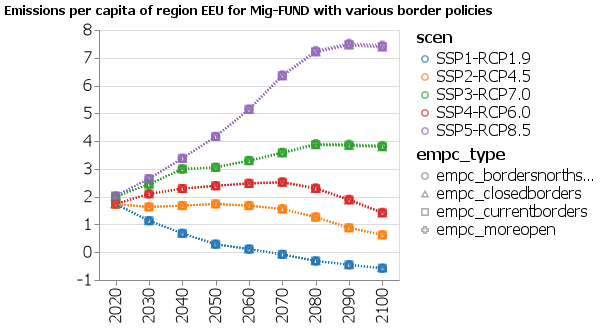 Emissions per capita of region EEU for Mig-FUND with various border policies
8
7
6
5
4
3
2
1
0
-1
2020
2030
2040
2050
2060
2070
2080
2090
2100
scen
SSP1-RCP1.9
SSP2-RCP4.5
SSP3-RCP7.0
SSP4-RCP6.0
SSP5-RCP8.5
empc_type
empc_bordersnorths...
empc_closedborders
empc_currentborders
empc_moreopen